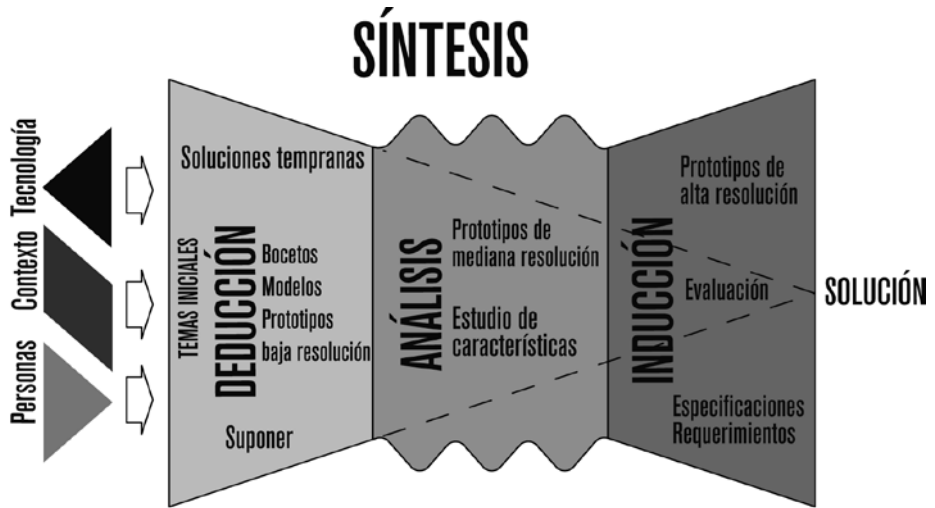 SÍNTESIS
Tecnología
Contexto
Personas
TEMAS INICIALES
DEDUCCIÓN
Soluciones tempranas
Bocetos
Modelos
Prototipos
baja resolución
Suponer
ANÁLISIS
Prototipos de
mediana resolución
Estudio de
características
INDUCCIÓN
Prototipos de
alta resolución
Evaluación
Especificaciones
Requerimientos
SOLUCIÓN